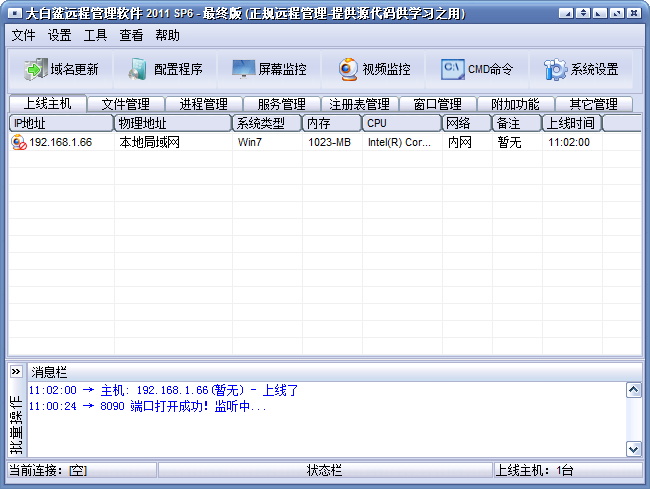 大白鲨远程管理软件 2011 SP6 - 最终版 (正规远程管理-提供源代码供学习之用)
文件 设置 工具 查看 帮助
域名更新 配置程序 屏幕监控 视频监控 C:\ CMD命令 系统设置
上线主机 文件管理 进程管理 服务管理 注册表管理 窗口管理 附加功能 其它管理
IP地址 物理地址 系统类型 内存 CPU 网络 备注 上线时间
192.168.1.66 本地局域网 Win7 1023-MB Intel(R) Cor... 内网 暂无 11:02:00
消息栏
11:02:00 → 主机: 192.168.1.66(暂无) - 上线了
11:00:24 → 8090 端口打开成功! 监听中...
批量操作
当前连接: [空] 状态栏 上线主机: 1台